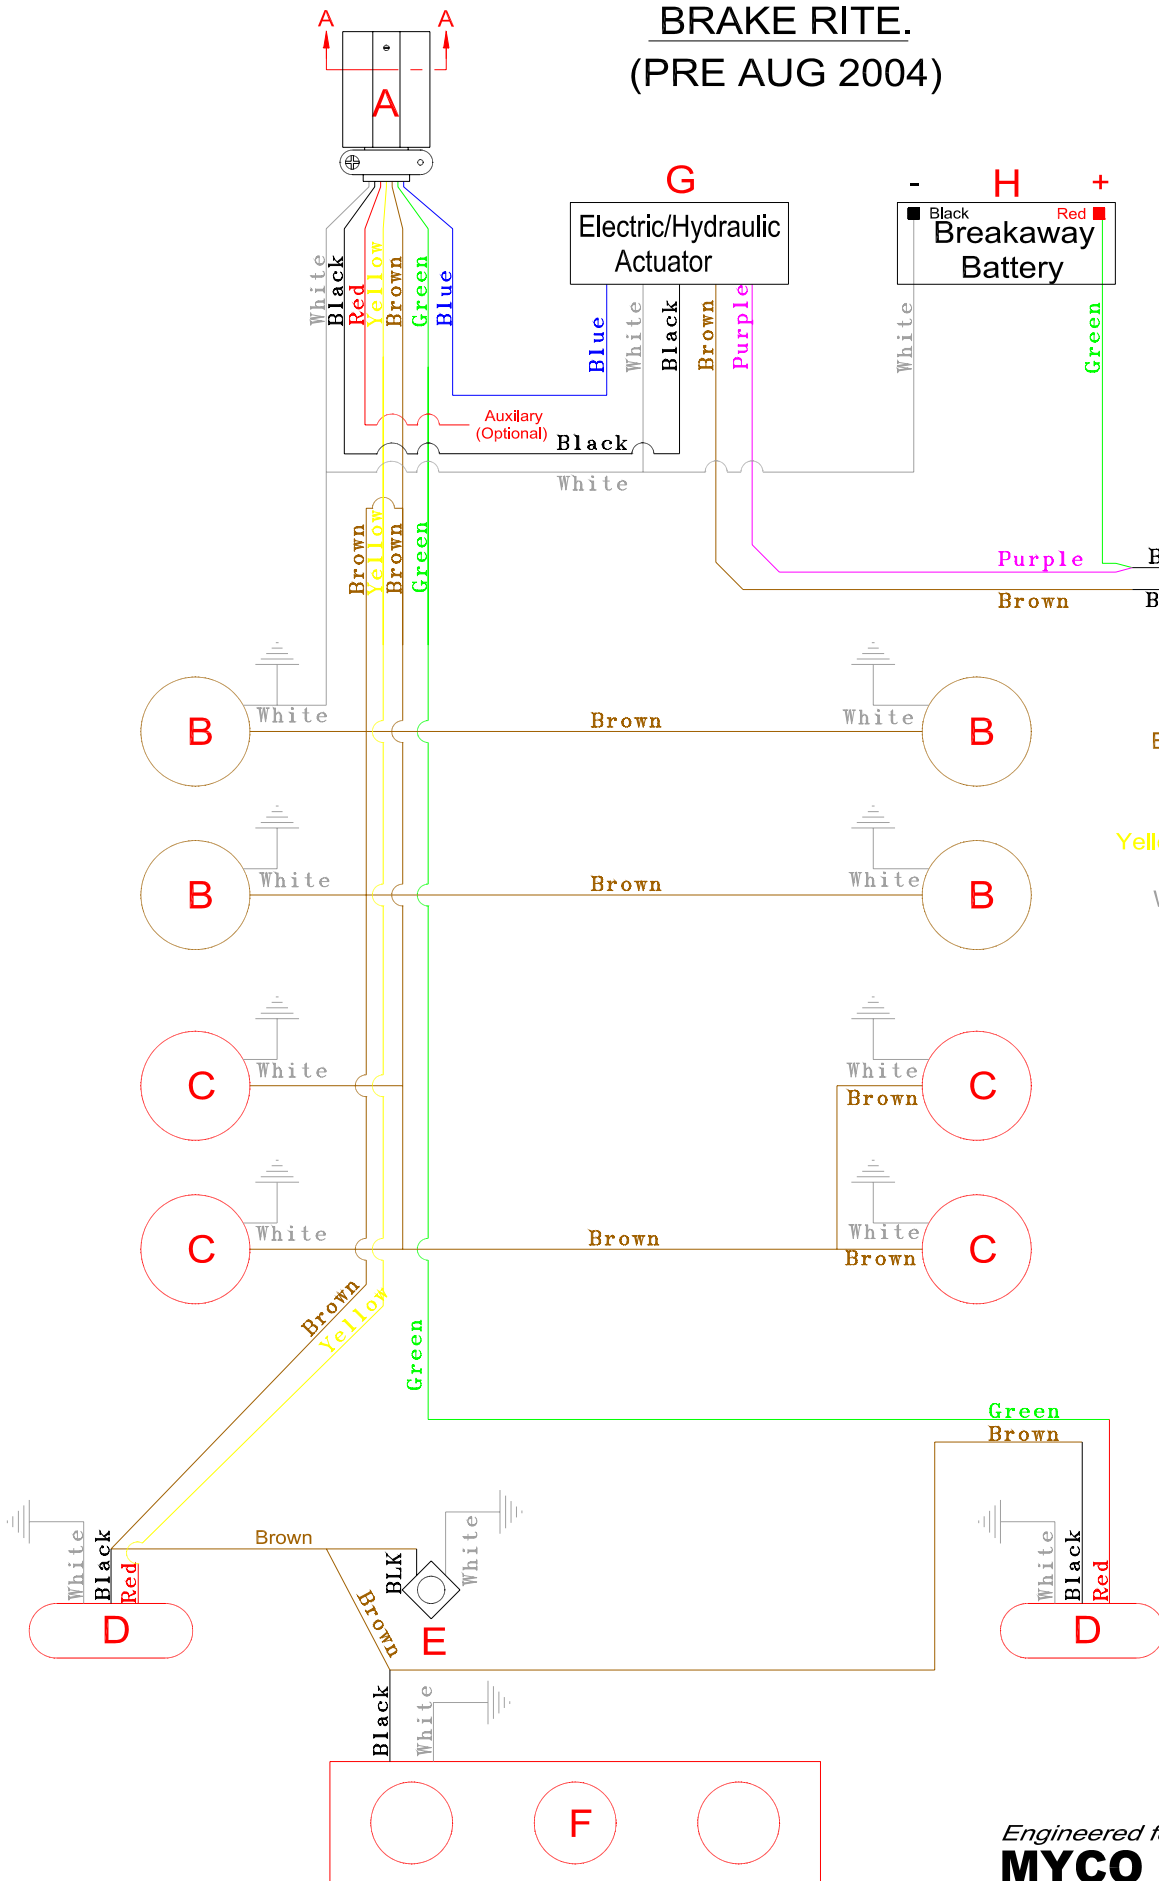 BRAKE RITE.
(PRE AUG 2004)
A A
A
G
Electric/Hydraulic
Actuator
- H +
Black Red
Breakaway
Battery
White
Black
Red
Yellow
Brown
Green
Blue
Blue
White
Black
Brown
Purple
White
Green
Auxilary
(Optional)
Black
White
Brown
Yellow
Brown
Green
Purple
Brown
B
B
White
Brown
White
B
B
White
Brown
White
B
B
White
White
Brown
C
C
White
Brown
White
Brown
C
C
Brown
Yellow
Green
Green
Brown
White
Black
Red
Brown
BLK
White
Brown
White
Black
Red
D
E
D
Black
White
F
Engineered
MYCO